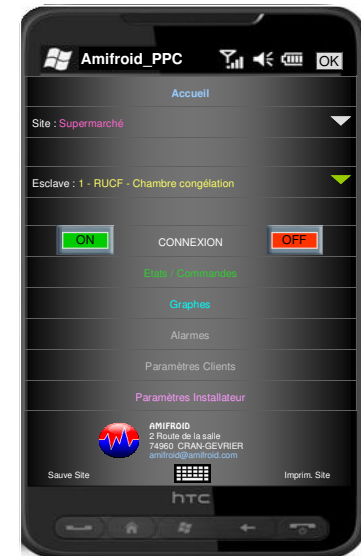 Amifroid_PPC OK
Accueil
Site : Supermarché
Esclave : 1 - RUCF - Chambre congélation
ON CONNEXION OFF
Etats / Commandes
Graphes
Alarmes
Paramètres Clients
Paramètres Installateur
AMIFROID
2 Route de la salle
74960 CRAN-GEVRIER
amifroid@amifroid.com
Sauve Site Imprim. Site
hTC